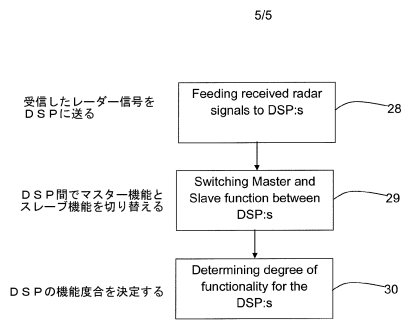 5/5
受信したレーダー信号を
ＤＳＰに送る
Feeding received radar
signals to DSP:s
28
ＤＳＰ間でマスター機能と
スレーブ機能を切り替える
Switching Master and
Slave function between
DSP:s
29
ＤＳＰの機能度合を決定する
Determining degree of
functionality for the
DSP:s
30